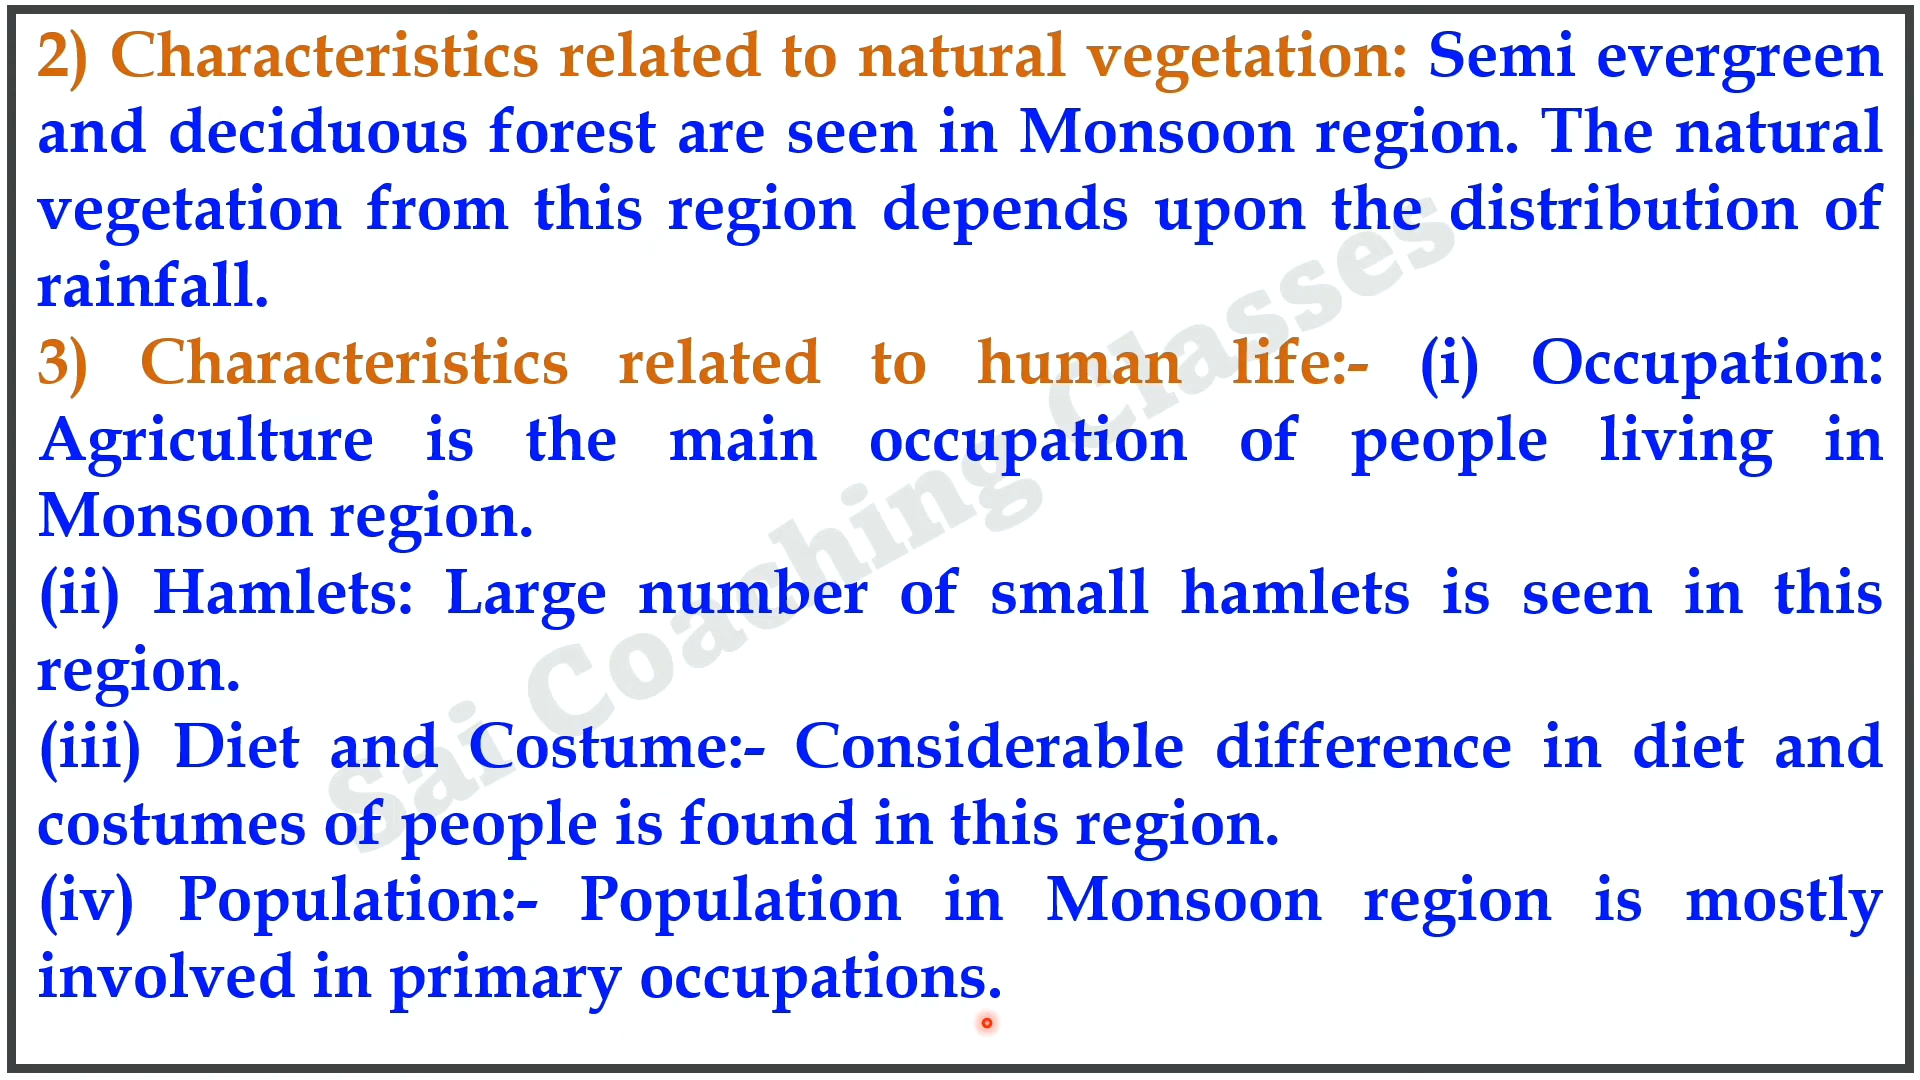 2) Characteristics related to natural vegetation: Semi evergreen
and deciduous forest are seen in Monsoon region. The natural
vegetation from this region depends upon the distribution of
rainfall.
3) Characteristics related to human life:- (i) Occupation:
Agriculture is the main occupation of people living in
Monsoon region.
(ii) Hamlets: Large number of small hamlets is seen in this
region.
(iii) Diet and Costume:- Considerable difference in diet and
costumes of people is found in this region.
(iv) Population:- Population in Monsoon region is mostly
involved in primary occupations.
Sai Coaching Classes